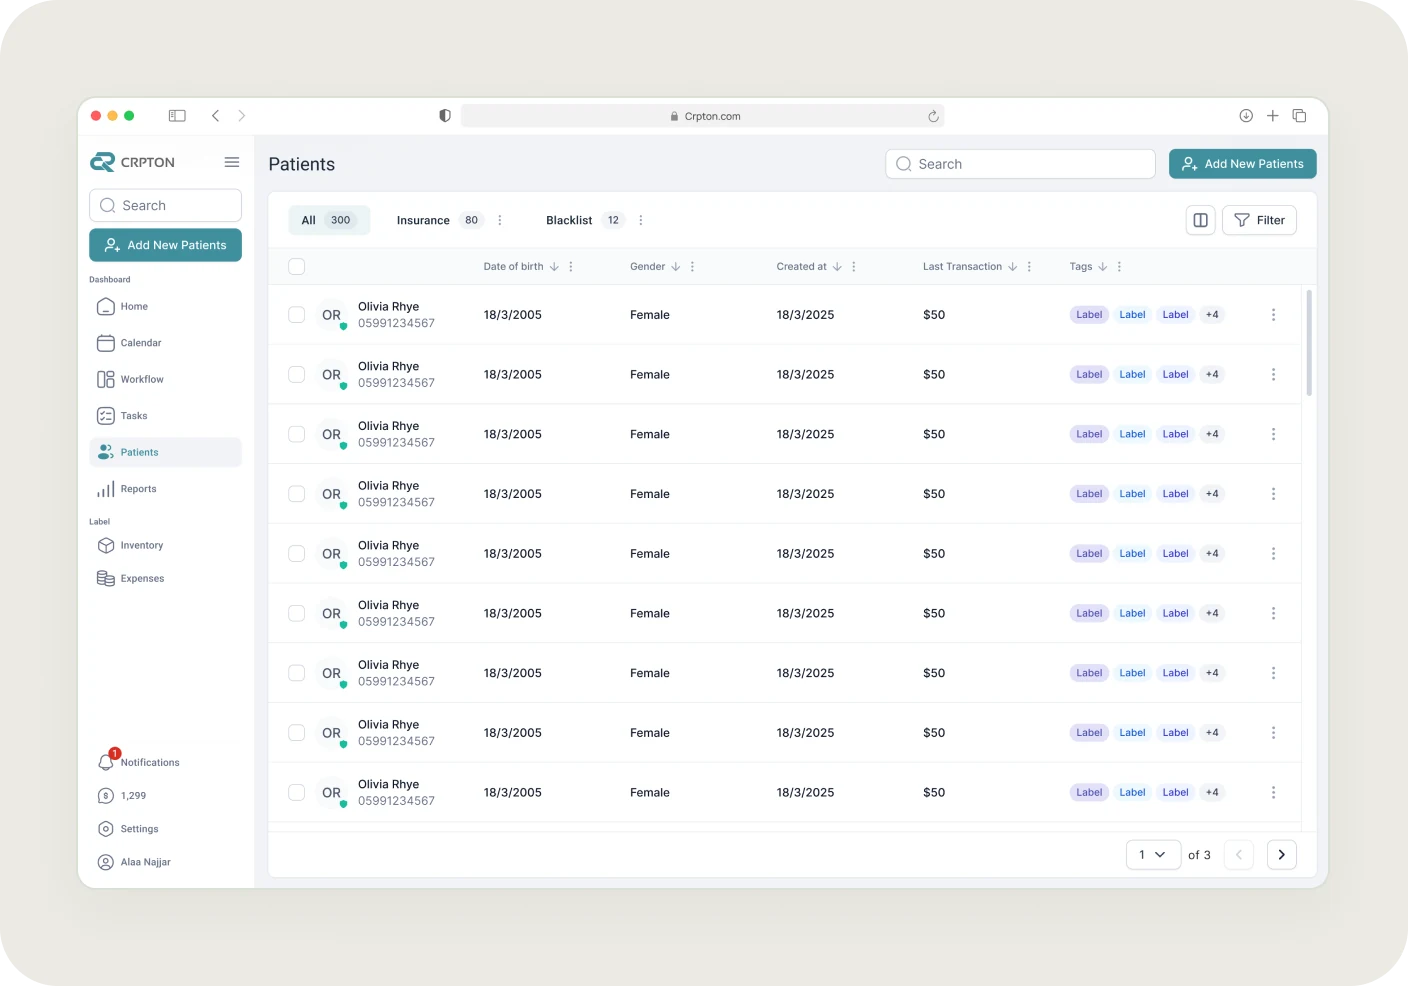 Crpton.com
CRPTON
Search
Add New Patients
Dashboard
Home
Calendar
Workflow
Tasks
Patients
Reports
Label
Inventory
Expenses
1
Notifications
1,299
Settings
Alaa Najjar
Patients
Search
Add New Patients
All 300 Insurance 80 Blacklist 12
Filter
Date of birth Gender Created at Last Transaction Tags
OR Olivia Rhye 18/3/2005 Female 18/3/2025 $50 Label Label Label +4
05991234567
OR Olivia Rhye 18/3/2005 Female 18/3/2025 $50 Label Label Label +4
05991234567
OR Olivia Rhye 18/3/2005 Female 18/3/2025 $50 Label Label Label +4
05991234567
OR Olivia Rhye 18/3/2005 Female 18/3/2025 $50 Label Label Label +4
05991234567
OR Olivia Rhye 18/3/2005 Female 18/3/2025 $50 Label Label Label +4
05991234567
OR Olivia Rhye 18/3/2005 Female 18/3/2025 $50 Label Label Label +4
05991234567
OR Olivia Rhye 18/3/2005 Female 18/3/2025 $50 Label Label Label +4
05991234567
OR Olivia Rhye 18/3/2005 Female 18/3/2025 $50 Label Label Label +4
05991234567
OR Olivia Rhye 18/3/2005 Female 18/3/2025 $50 Label Label Label +4
05991234567
1 of 3